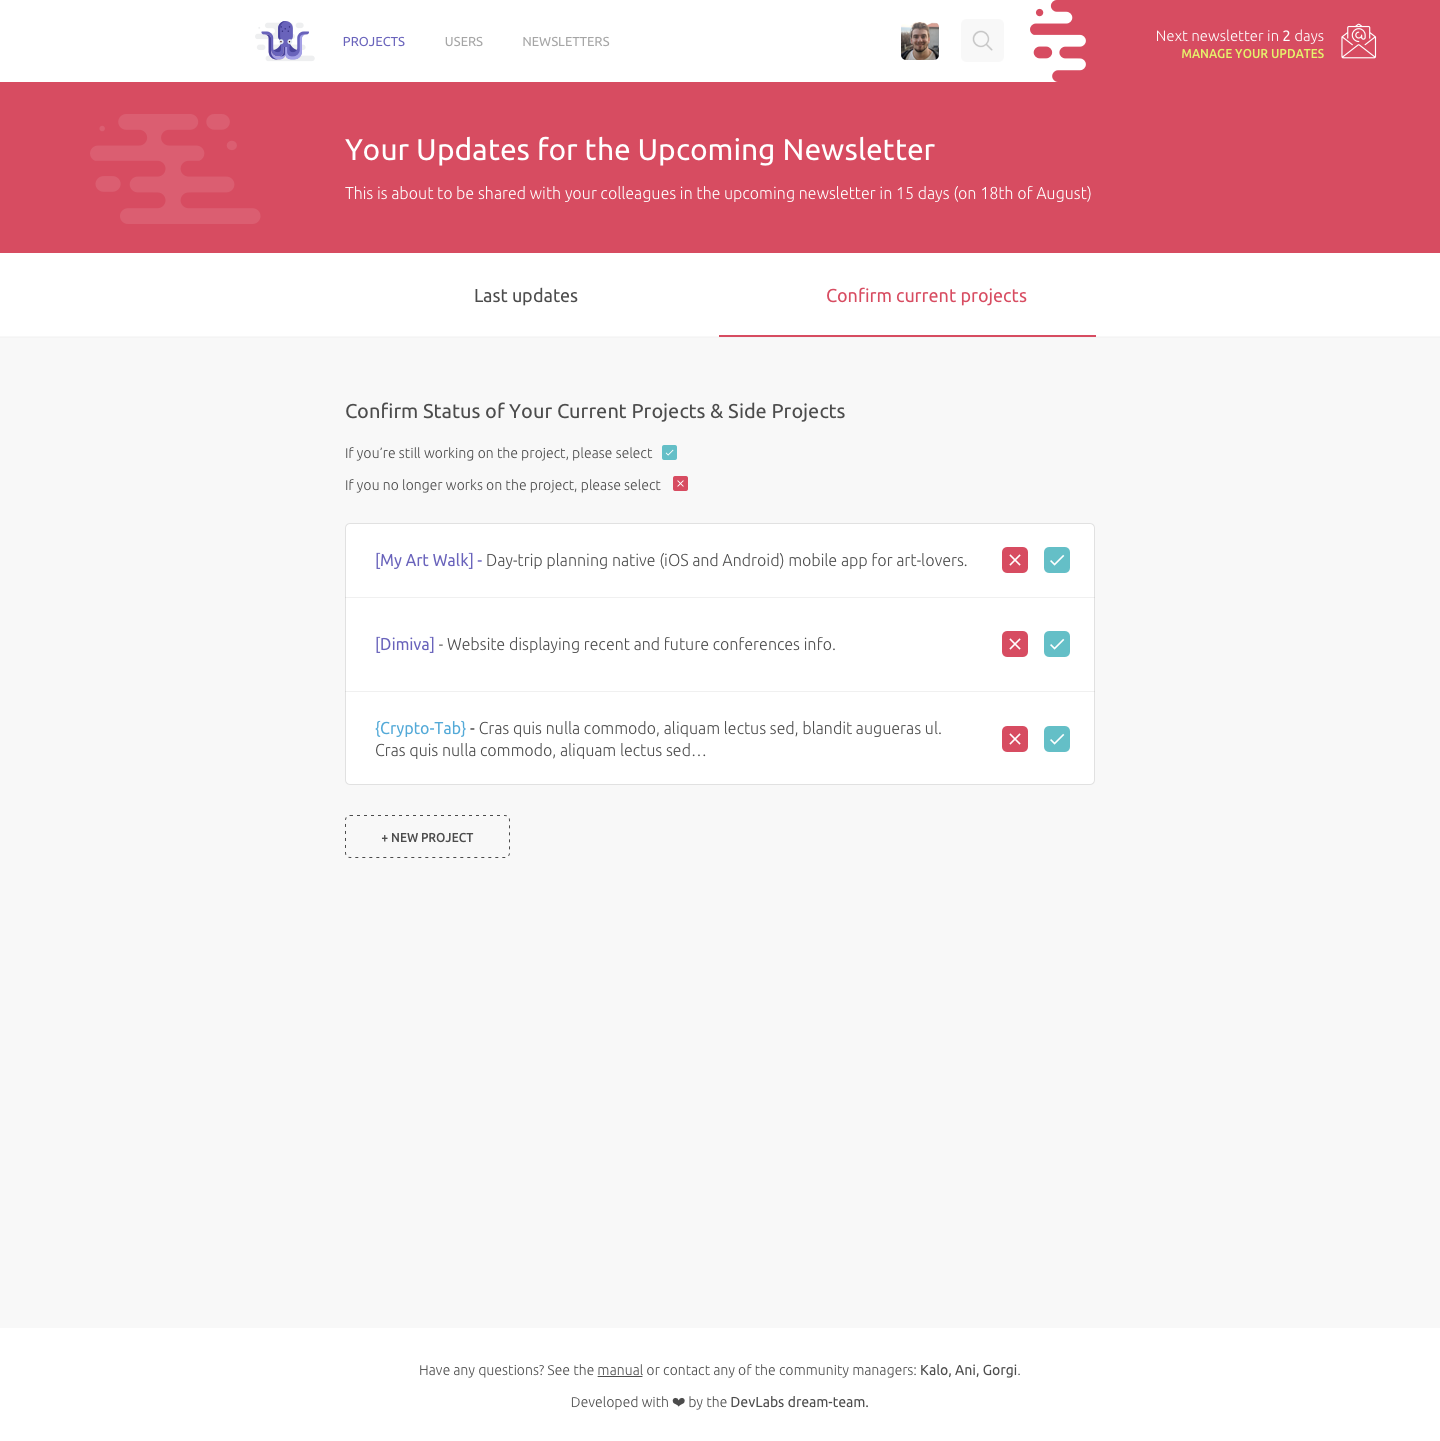 PROJECTS USERS NEWSLETTERS
Next newsletter in 2 days
MANAGE YOUR UPDATES
Your Updates for the Upcoming Newsletter
This is about to be shared with your colleagues in the upcoming newsletter in 15 days (on 18th of August)
Last updates Confirm current projects
Confirm Status of Your Current Projects & Side Projects
If you're still working on the project, please select
If you no longer works on the project, please select
[My Art Walk] - Day-trip planning native (iOS and Android) mobile app for art-lovers.
[Dimiva] - Website displaying recent and future conferences info.
{Crypto-Tab} - Cras quis nulla commodo, aliquam lectus sed, blandit augueras ul.
Cras quis nulla commodo, aliquam lectus sed…
+ NEW PROJECT
Have any questions? See the manual or contact any of the community managers: Kalo, Ani, Gorgi.
Developed with ❤ by the DevLabs dream-team.